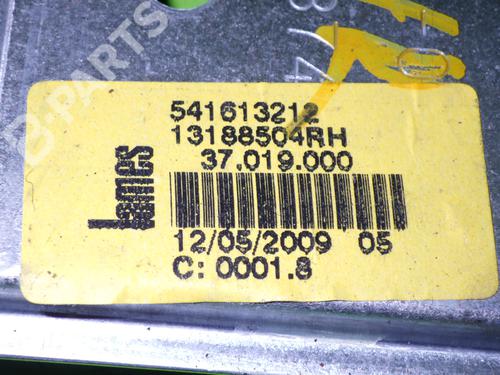 B-PARTS
541613212
13188504RH
37,019.000
Lames
12/05/2009 05
C: 0001.8